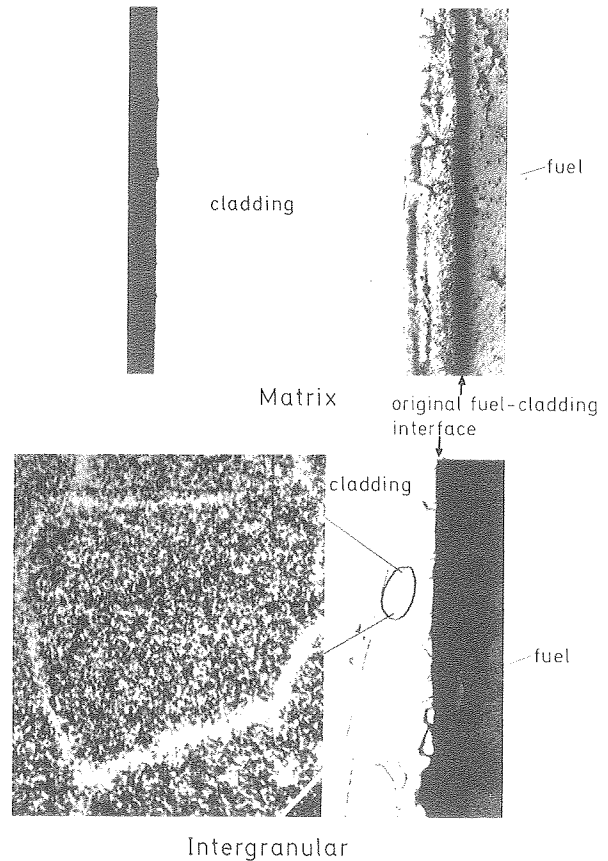 fuel
cladding
Matrix
original fuel-cladding
interface
cladding
fuel
Intergranular